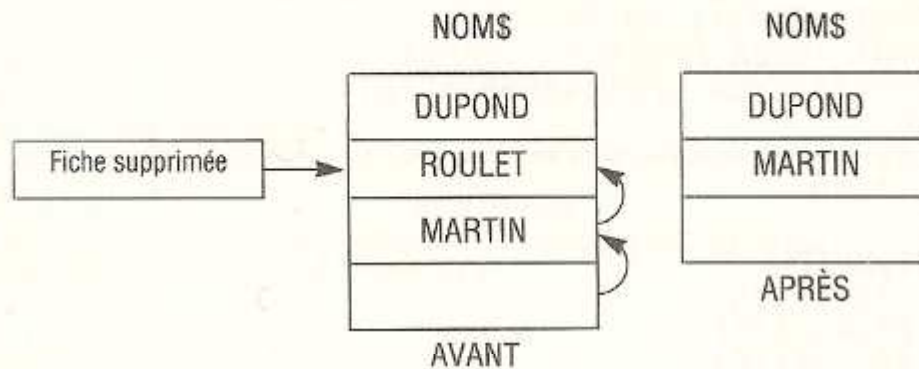 NOM$
NOM$
DUPOND
ROULET
MARTIN
Fiche supprimée
AVANT
DUPOND
MARTIN
APRÈS